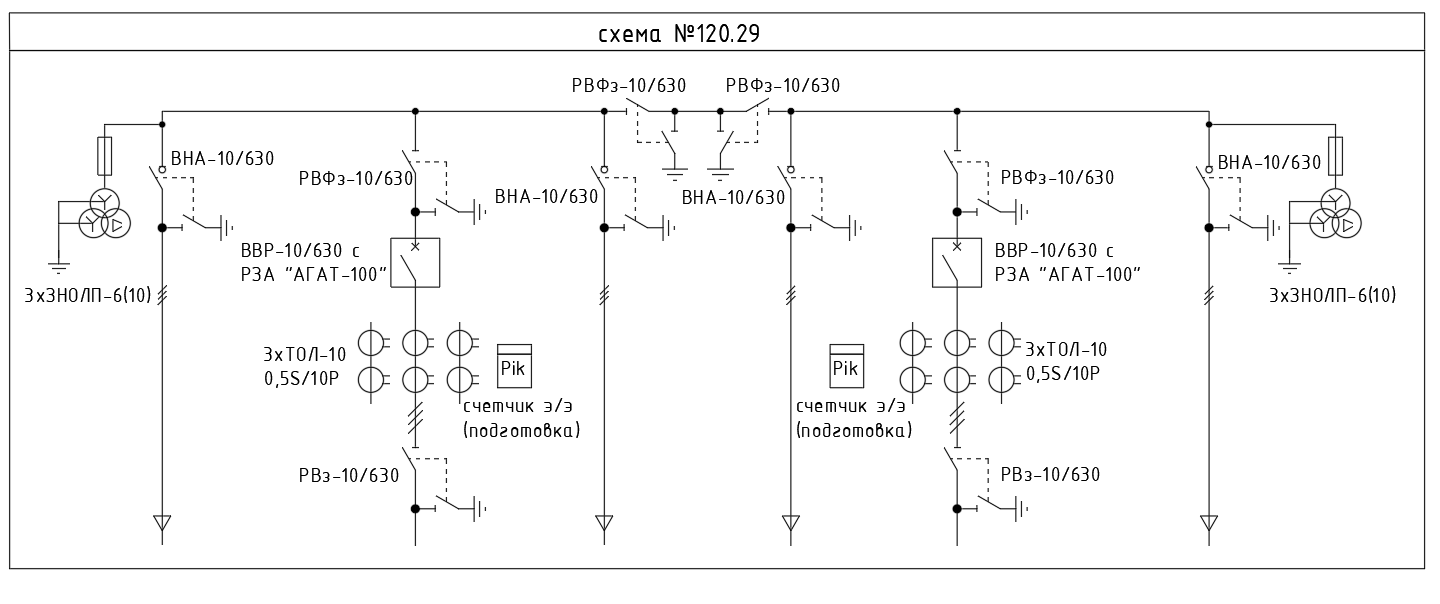 схема №120.29
РВФз-10/630
РВФз-10/630
ВНА-10/630
РВФз-10/630
ВНА-10/630
ВНА-10/630
РВФз-10/630
ВНА-10/630
ВВР-10/630 с
РЗА "АГАТ-100"
ВВР-10/630 с
РЗА "АГАТ-100"
3хЗНОЛП-6(10)
3хЗНОЛП-6(10)
3хТОЛ-10
0,5S/10Р
Pik
счетчик э/э
(подготовка)
Pik
счетчик э/э
(подготовка)
3хТОЛ-10
0,5S/10Р
РВз-10/630
РВз-10/630